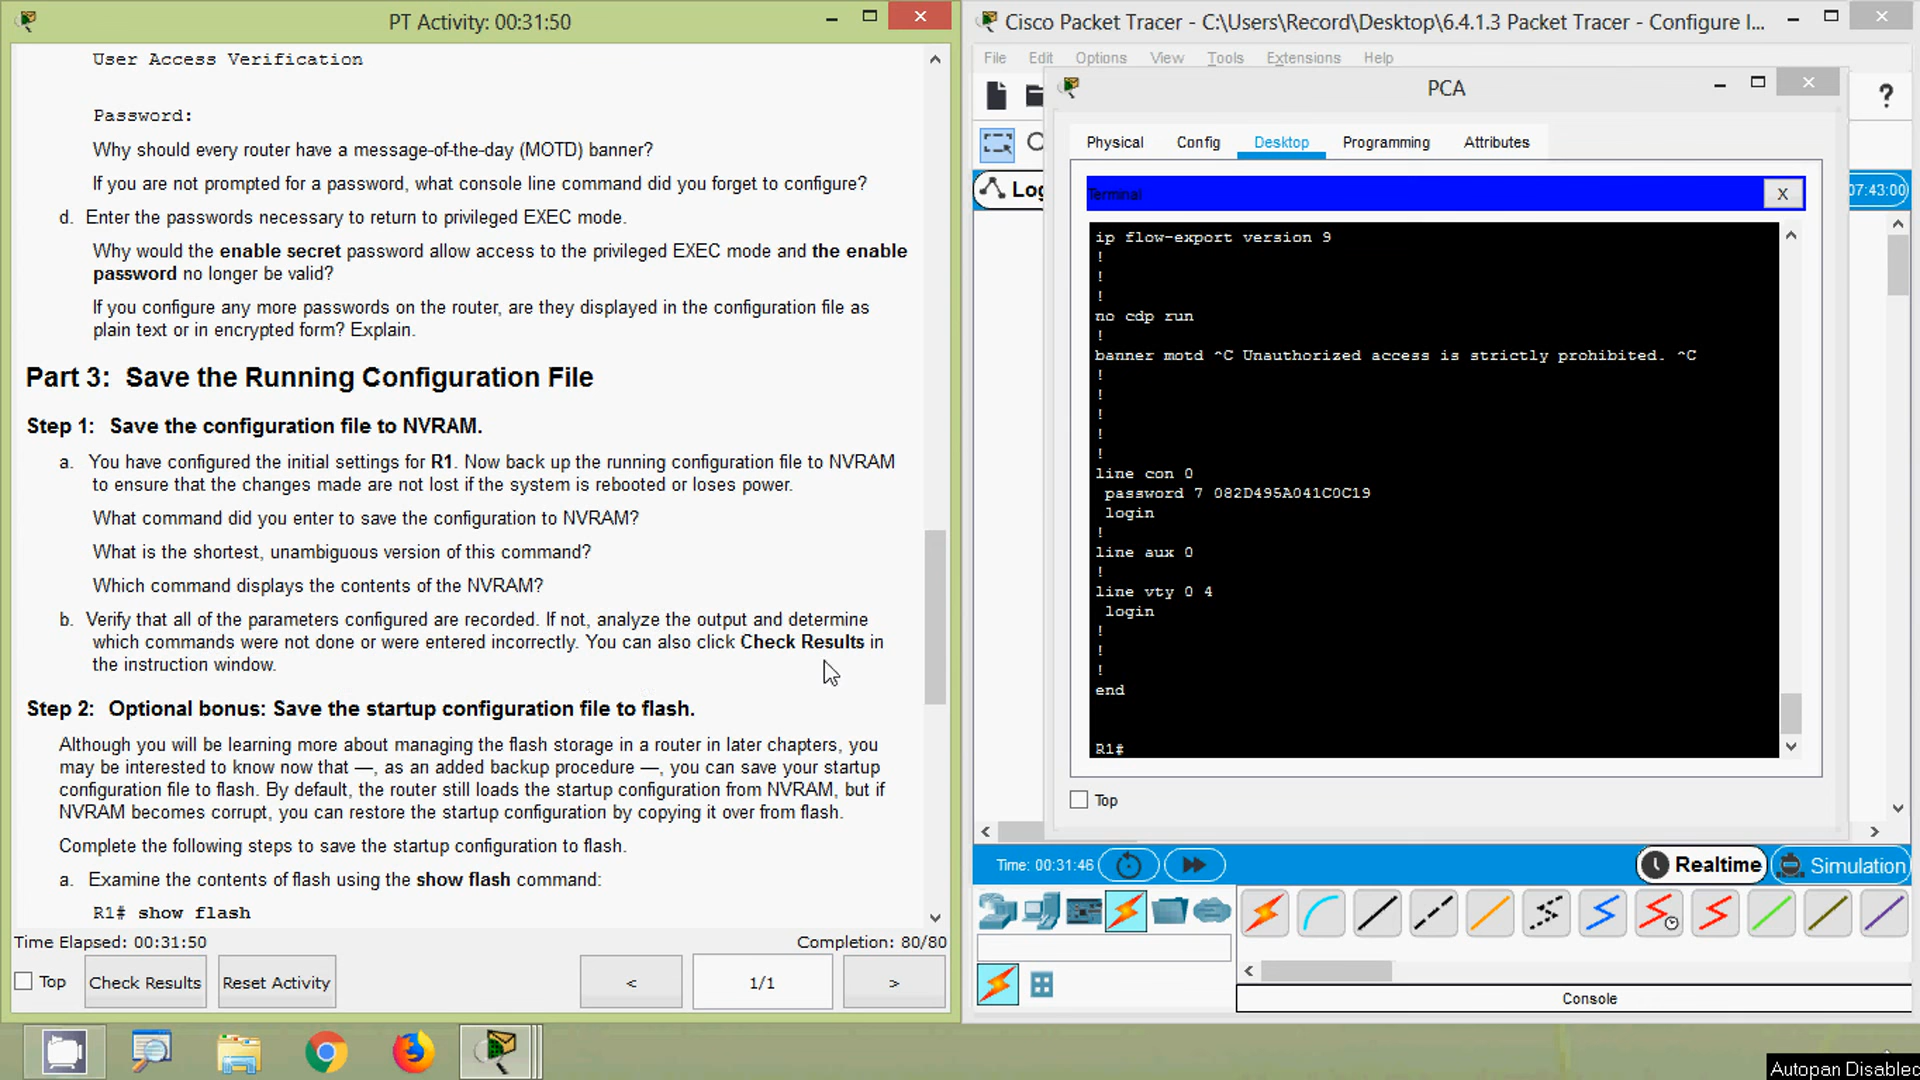 PT Activity: 00:31:50
User Access Verification
Password:
Why should every router have a message-of-the-day (MOTD) banner?
If you are not prompted for a password, what console line command did you forget to configure?
d. Enter the passwords necessary to return to privileged EXEC mode.
Why would the enable secret password allow access to the privileged EXEC mode and the enable
password no longer be valid?
If you configure any more passwords on the router, are they displayed in the configuration file as
plain text or in encrypted form? Explain.
Part 3: Save the Running Configuration File
Step 1: Save the configuration file to NVRAM.
a. You have configured the initial settings for R1. Now back up the running configuration file to NVRAM
to ensure that the changes made are not lost if the system is rebooted or loses power.
What command did you enter to save the configuration to NVRAM?
What is the shortest, unambiguous version of this command?
Which command displays the contents of the NVRAM?
b. Verify that all of the parameters configured are recorded. If not, analyze the output and determine
which commands were not done or were entered incorrectly. You can also click Check Results in
the instruction window.
Step 2: Optional bonus: Save the startup configuration file to flash.
Although you will be learning more about managing the flash storage in a router in later chapters, you
may be interested to know now that —, as an added backup procedure —, you can save your startup
configuration file to flash. By default, the router still loads the startup configuration from NVRAM, but if
NVRAM becomes corrupt, you can restore the startup configuration by copying it over from flash.
Complete the following steps to save the startup configuration to flash.
a. Examine the contents of flash using the show flash command:
R1# show flash
Time Elapsed: 00:31:50
Completion: 80/80
Top
Check Results
Reset Activity
<
1/1
>
Cisco Packet Tracer - C:\Users\Record\Desktop\6.4.1.3 Packet Tracer - Configure I...
File Edit Options View Tools Extensions Help
?
PCA
Physical Config Desktop Programming Attributes
Log
07:43:00
Terminal
X
ip flow-export version 9
!
!
!
no cdp run
!
banner motd ^C Unauthorized access is strictly prohibited. ^C
!
!
!
!
!
line con 0
password 7 082D495A041C0C19
login
!
line aux 0
!
line vty 0 4
login
!
!
!
end
R1#
Top
Time: 00:31:46
Realtime
Simulation
Console
Autopan Disabled